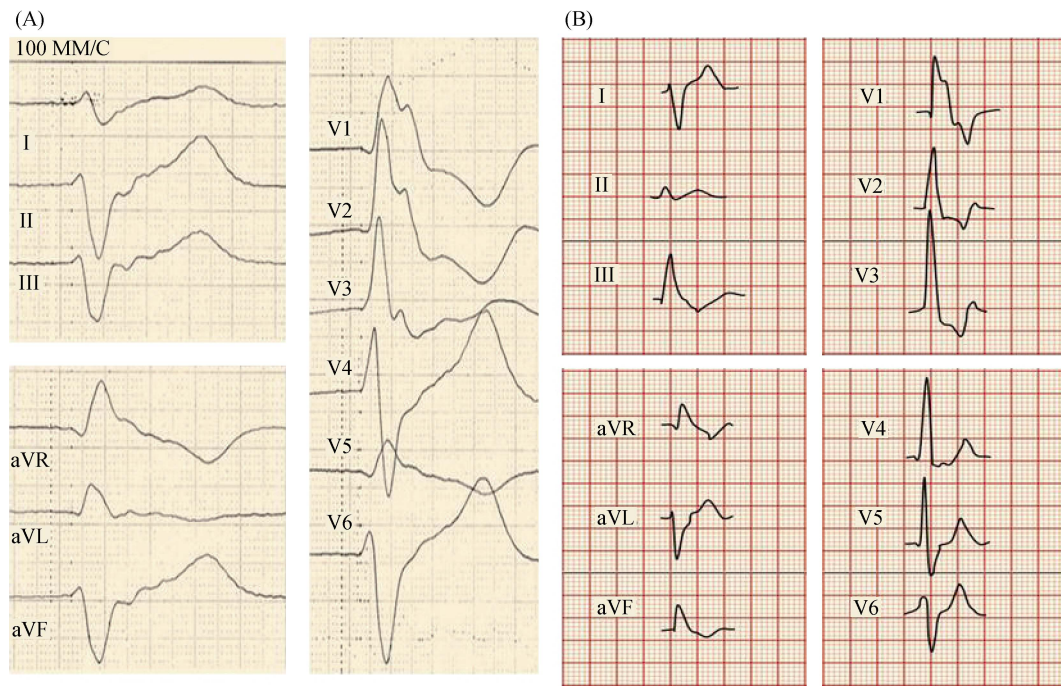 (A)
100 MM/C
I
II
III
aVR
aVL
aVF
V1
V2
V3
V4
V5
V6
(B)
I
II
III
aVR
aVL
aVF
V1
V2
V3
V4
V5
V6